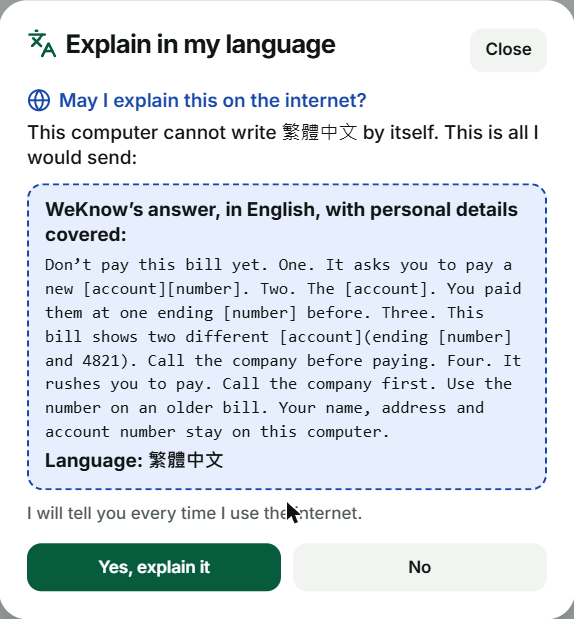 Explain in my language
Close
May I explain this on the internet?
This computer cannot write 繁體中文 by itself. This is all I
would send:
WeKnow’s answer, in English, with personal details
covered:
Don’t pay this bill yet. One. It asks you to pay a
new [account][number]. Two. The [account]. You paid
them at one ending [number] before. Three. This
bill shows two different [account](ending [number]
and 4821). Call the company before paying. Four. It
rushes you to pay. Call the company first. Use the
number on an older bill. Your name, address and
account number stay on this computer.
Language: 繁體中文
I will tell you every time I use the internet.
Yes, explain it
No